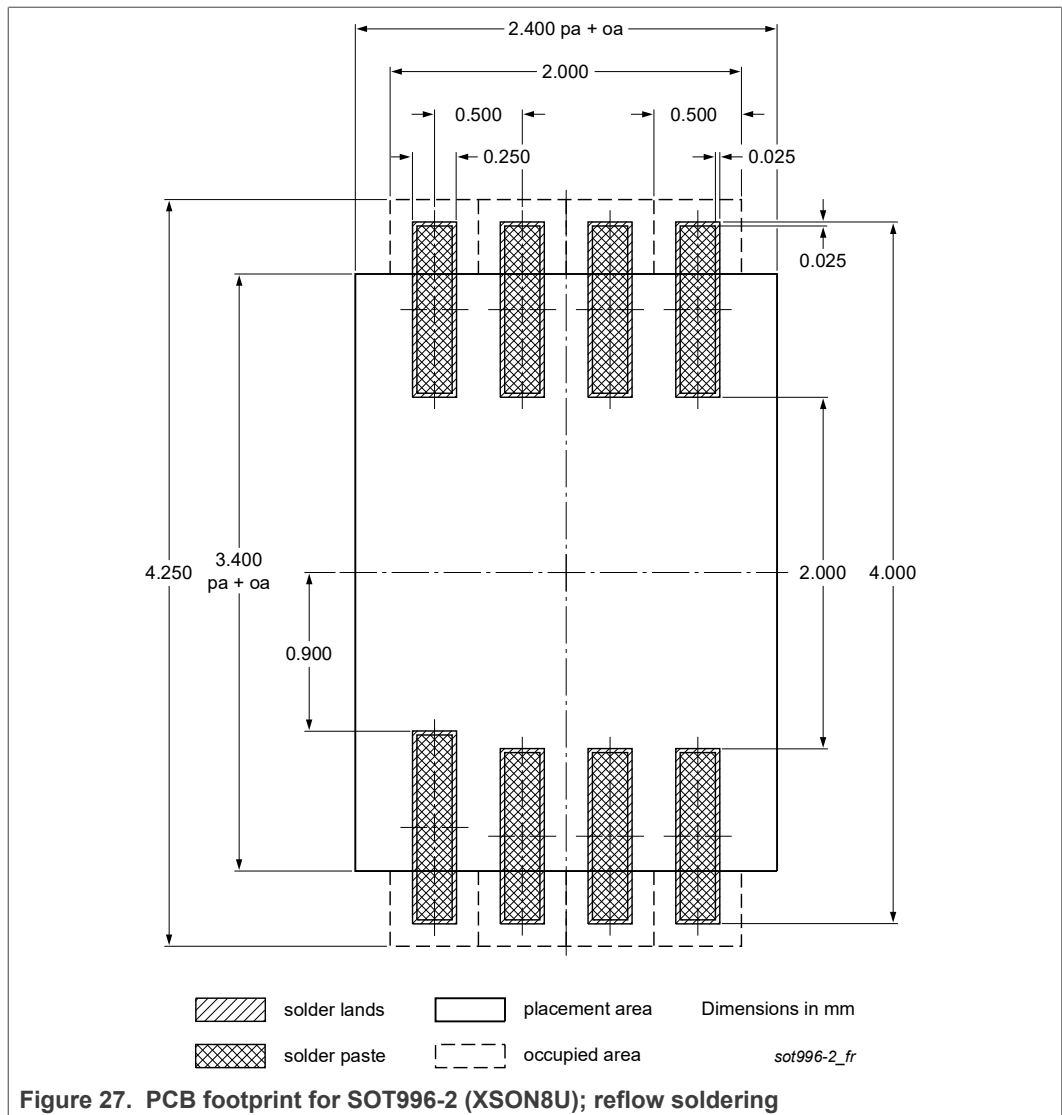 2.400 pa + oa
2.000
0.500
0.500
0.250
0.025
0.025
4.250
3.400
pa + oa
2.000
4.000
0.900
solder lands
placement area
Dimensions in mm
solder paste
occupied area
sot996-2_fr
Figure 27. PCB footprint for SOT996-2 (XSON8U); reflow soldering